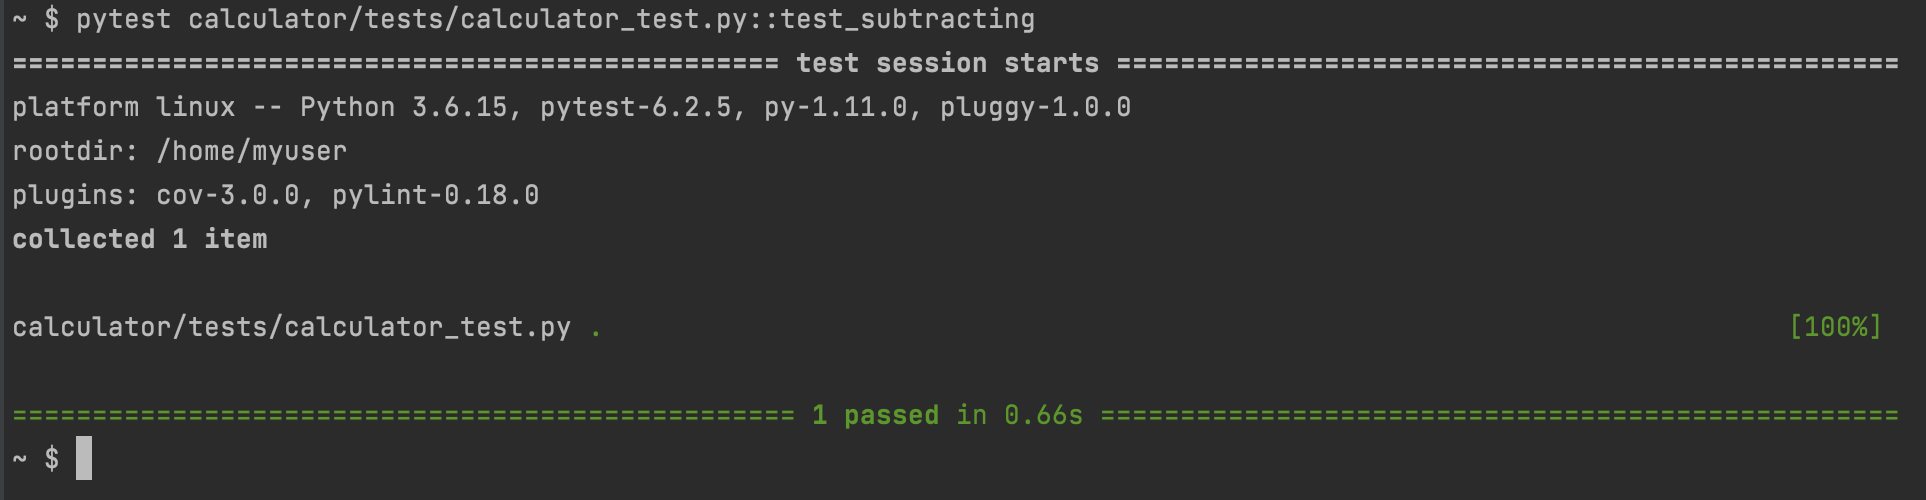 ~ $ pytest calculator/tests/calculator_test.py::test_subtracting
================================================ test session starts =================================================
platform linux -- Python 3.6.15, pytest-6.2.5, py-1.11.0, pluggy-1.0.0
rootdir: /home/myuser
plugins: cov-3.0.0, pylint-0.18.0
collected 1 item
calculator/tests/calculator_test.py . [100%]
================================================= 1 passed in 0.66s ==================================================
~ $